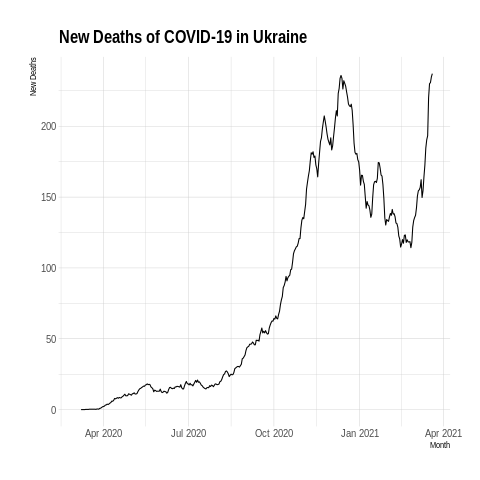 New Deaths of COVID-19 in Ukraine
New Deaths
200
150
100
50
0
Apr 2020 Jul 2020 Oct 2020 Jan 2021 Apr 2021
Month